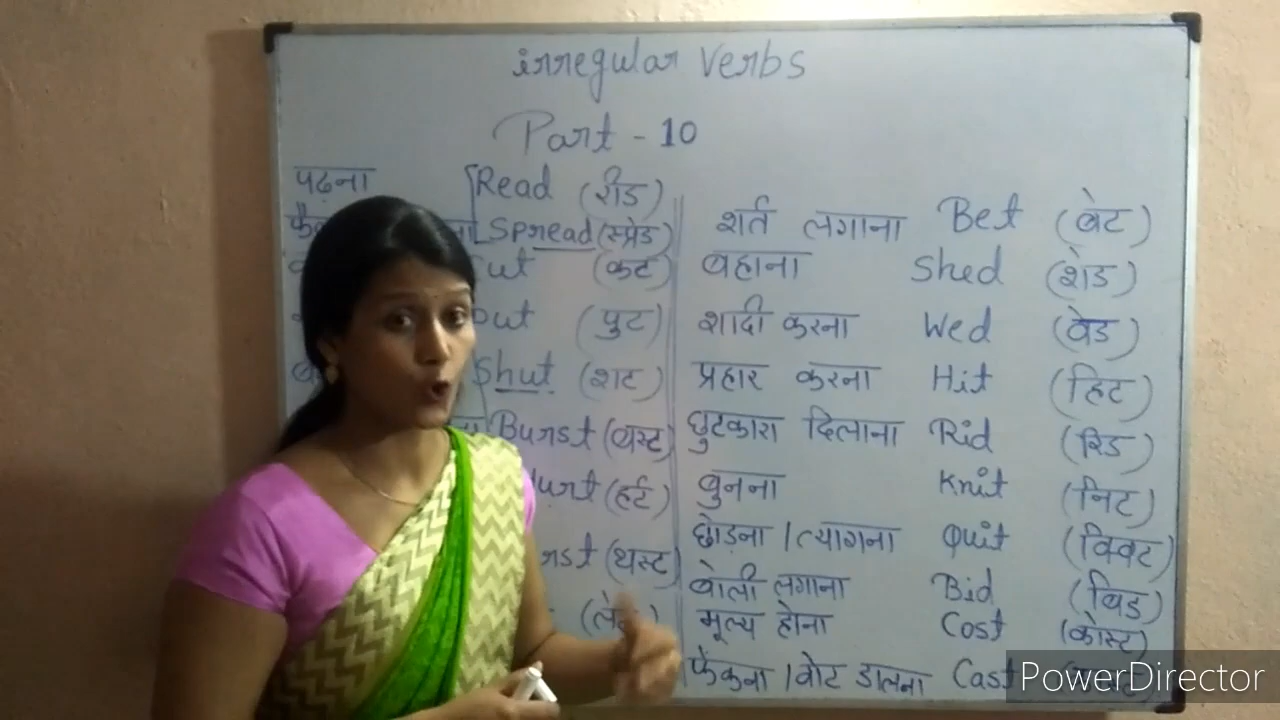 irregular Verbs
Part - 10
पढ़ना Read (रीड)
Spread (स्प्रेड)
(कट)
(पुट)
Shut (शट)
Burst (बर्स्ट)
(हर्ट)
(थर्स्ट)
शर्त लगाना Bet (बेट)
बहाना Shed (शेड)
शादी करना Wed (वेड)
प्रहार करना Hit (हिट)
छुटकारा दिलाना Rid (रिड)
बुनना Knit (निट)
छोड़ना / त्यागना Quit (क्विट)
बोली लगाना Bid (बिड)
मूल्य होना Cost (कोस्ट)
फेंकना / वोट डालना Cast
PowerDirector